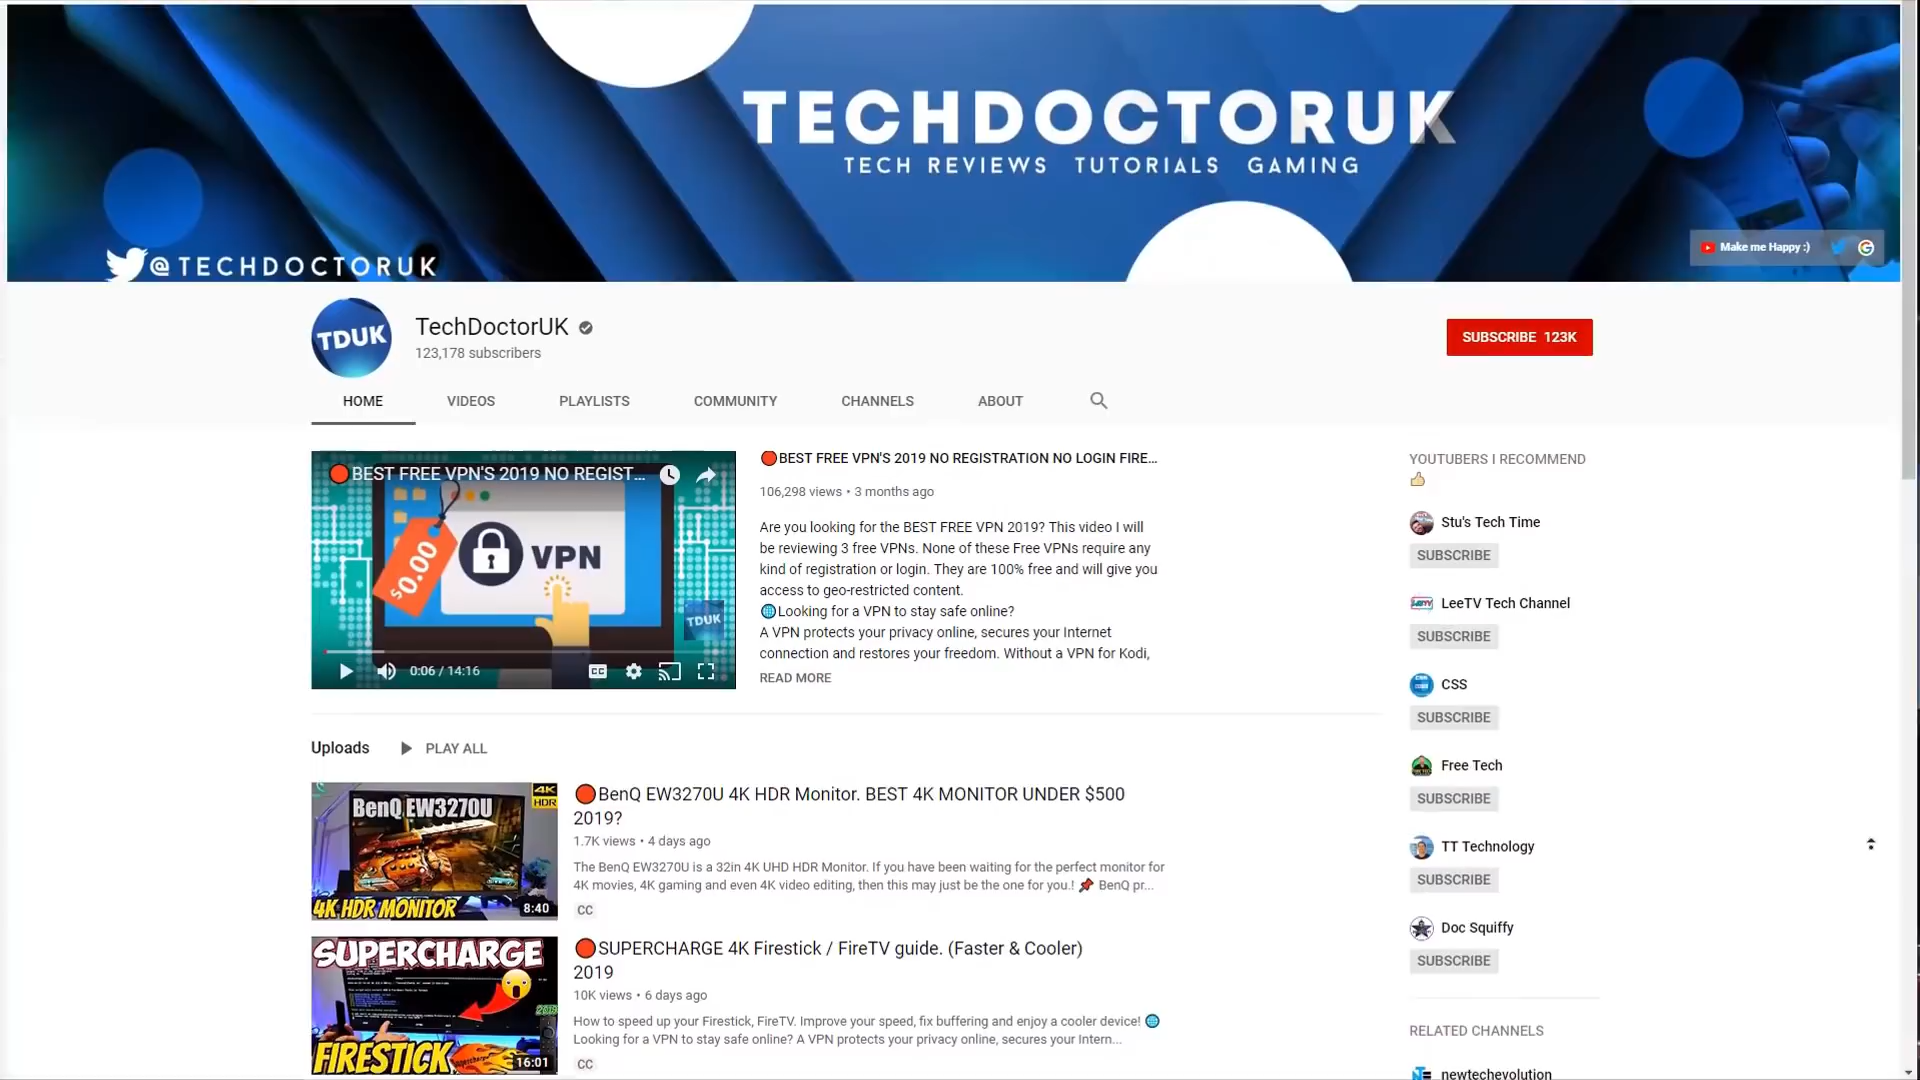 TECHDOCTORUK
TECH REVIEWS TUTORIALS GAMING
@TECHDOCTORUK
Make me Happy :)
TDUK
TechDoctorUK
123,178 subscribers
SUBSCRIBE 123K
HOME
VIDEOS
PLAYLISTS
COMMUNITY
CHANNELS
ABOUT
BEST FREE VPN'S 2019 NO REGIST...
$0.00
VPN
TDUK
0:06 / 14:16
CC
BEST FREE VPN'S 2019 NO REGISTRATION NO LOGIN FIRE...
106,298 views • 3 months ago
Are you looking for the BEST FREE VPN 2019? This video I will
be reviewing 3 free VPNs. None of these Free VPNs require any
kind of registration or login. They are 100% free and will give you
access to geo-restricted content.
Looking for a VPN to stay safe online?
A VPN protects your privacy online, secures your Internet
connection and restores your freedom. Without a VPN for Kodi,
READ MORE
YOUTUBERS I RECOMMEND
Stu's Tech Time
SUBSCRIBE
LeeTV Tech Channel
SUBSCRIBE
CSS
SUBSCRIBE
Free Tech
SUBSCRIBE
TT Technology
SUBSCRIBE
Doc Squiffy
SUBSCRIBE
RELATED CHANNELS
newtechevolution
Uploads
PLAY ALL
BenQ EW3270U
4K
HDR
4K HDR MONITOR
8:40
BenQ EW3270U 4K HDR Monitor. BEST 4K MONITOR UNDER $500
2019?
1.7K views • 4 days ago
The BenQ EW3270U is a 32in 4K UHD HDR Monitor. If you have been waiting for the perfect monitor for
4K movies, 4K gaming and even 4K video editing, then this may just be the one for you.! BenQ pr...
CC
SUPERCHARGE
2019
FIRESTICK
16:01
SUPERCHARGE 4K Firestick / FireTV guide. (Faster & Cooler)
2019
10K views • 6 days ago
How to speed up your Firestick, FireTV. Improve your speed, fix buffering and enjoy a cooler device!
Looking for a VPN to stay safe online? A VPN protects your privacy online, secures your Intern...
CC